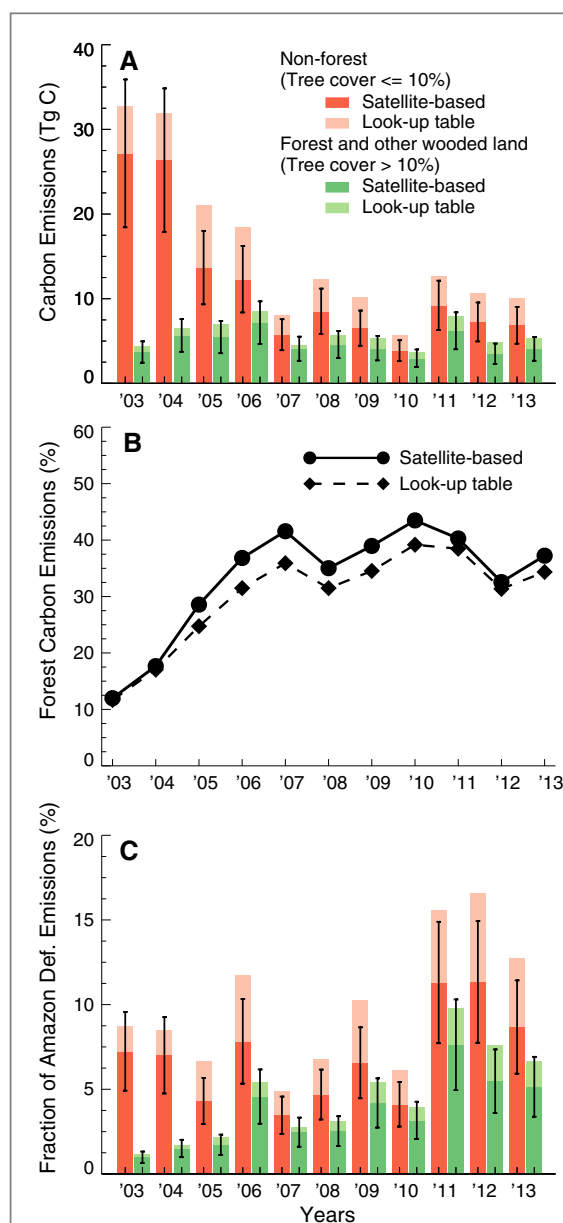 A
Non-forest
(Tree cover <= 10%)
Satellite-based
Look-up table
Forest and other wooded land
(Tree cover > 10%)
Satellite-based
Look-up table
Carbon Emissions (Tg C)
40
30
20
10
0
'03 '04 '05 '06 '07 '08 '09 '10 '11 '12 '13
B
Satellite-based
Look-up table
Forest Carbon Emissions (%)
60
50
40
30
20
10
0
'03 '04 '05 '06 '07 '08 '09 '10 '11 '12 '13
C
Fraction of Amazon Def. Emissions (%)
20
15
10
5
0
'03 '04 '05 '06 '07 '08 '09 '10 '11 '12 '13
Years